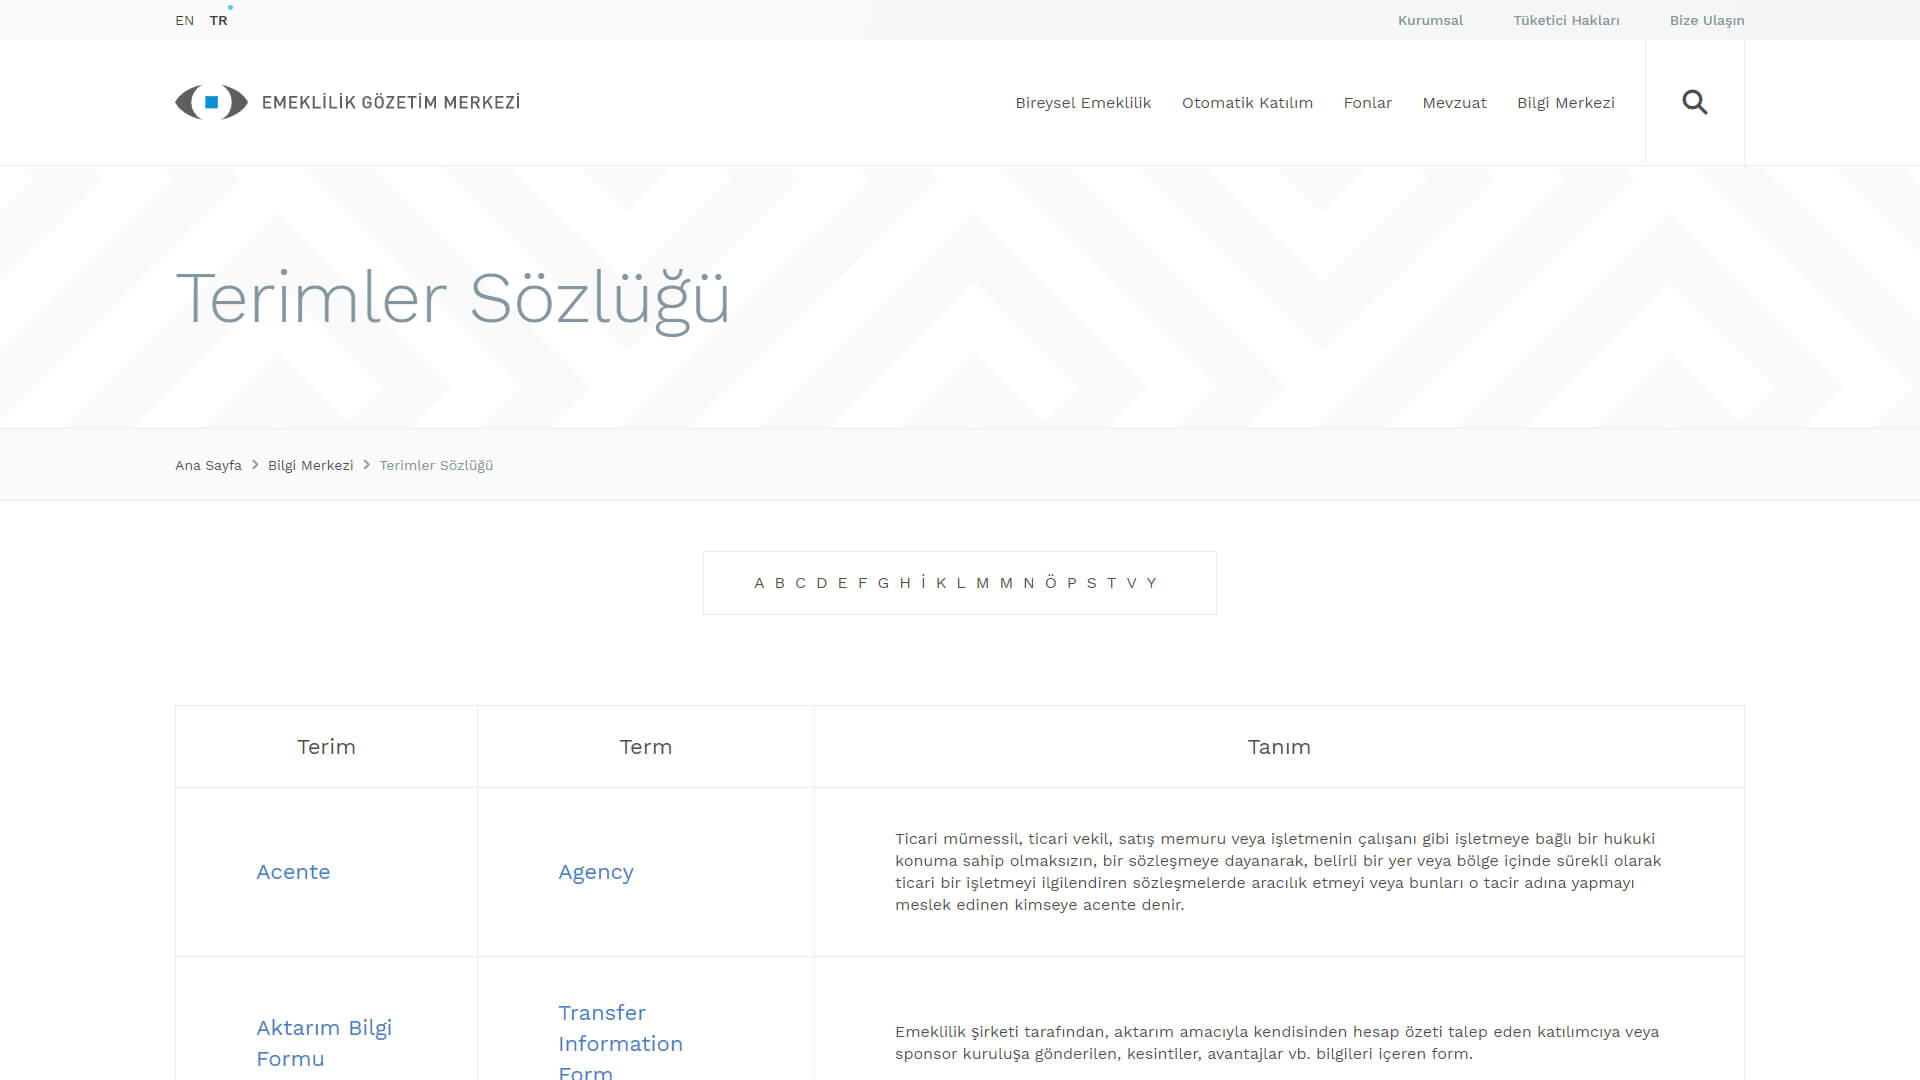 EN TR
Kurumsal Tüketici Hakları Bize Ulaşın
EMEKLİLİK GÖZETİM MERKEZİ
Bireysel Emeklilik Otomatik Katılım Fonlar Mevzuat Bilgi Merkezi
Terimler Sözlüğü
Ana Sayfa Bilgi Merkezi Terimler Sözlüğü
A B C D E F G H İ K L M M N Ö P S T V Y
Terim Term Tanım
Acente
Agency
Ticari mümessil, ticari vekil, satış memuru veya işletmenin çalışanı gibi işletmeye bağlı bir hukuki
konuma sahip olmaksızın, bir sözleşmeye dayanarak, belirli bir yer veya bölge içinde sürekli olarak
ticari bir işletmeyi ilgilendiren sözleşmelerde aracılık etmeyi veya bunları o tacir adına yapmayı
meslek edinen kimseye acente denir.
Aktarım Bilgi
Formu
Transfer
Information
Form
Emeklilik şirketi tarafından, aktarım amacıyla kendisinden hesap özeti talep eden katılımcıya veya
sponsor kuruluşa gönderilen, kesintiler, avantajlar vb. bilgileri içeren form.